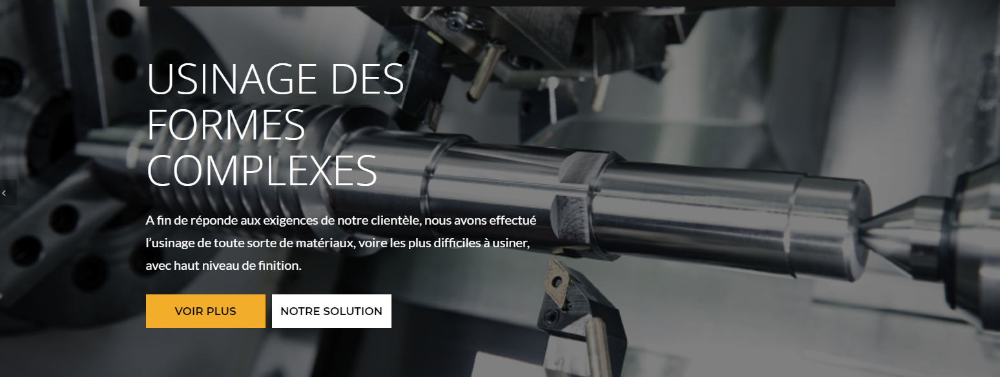 USINAGE DES
FORMES
COMPLEXES
A fin de réponde aux exigences de notre clientèle, nous avons effectué
l’usinage de toute sorte de matériaux, voire les plus difficiles à usiner,
avec haut niveau de finition.
VOIR PLUS
NOTRE SOLUTION